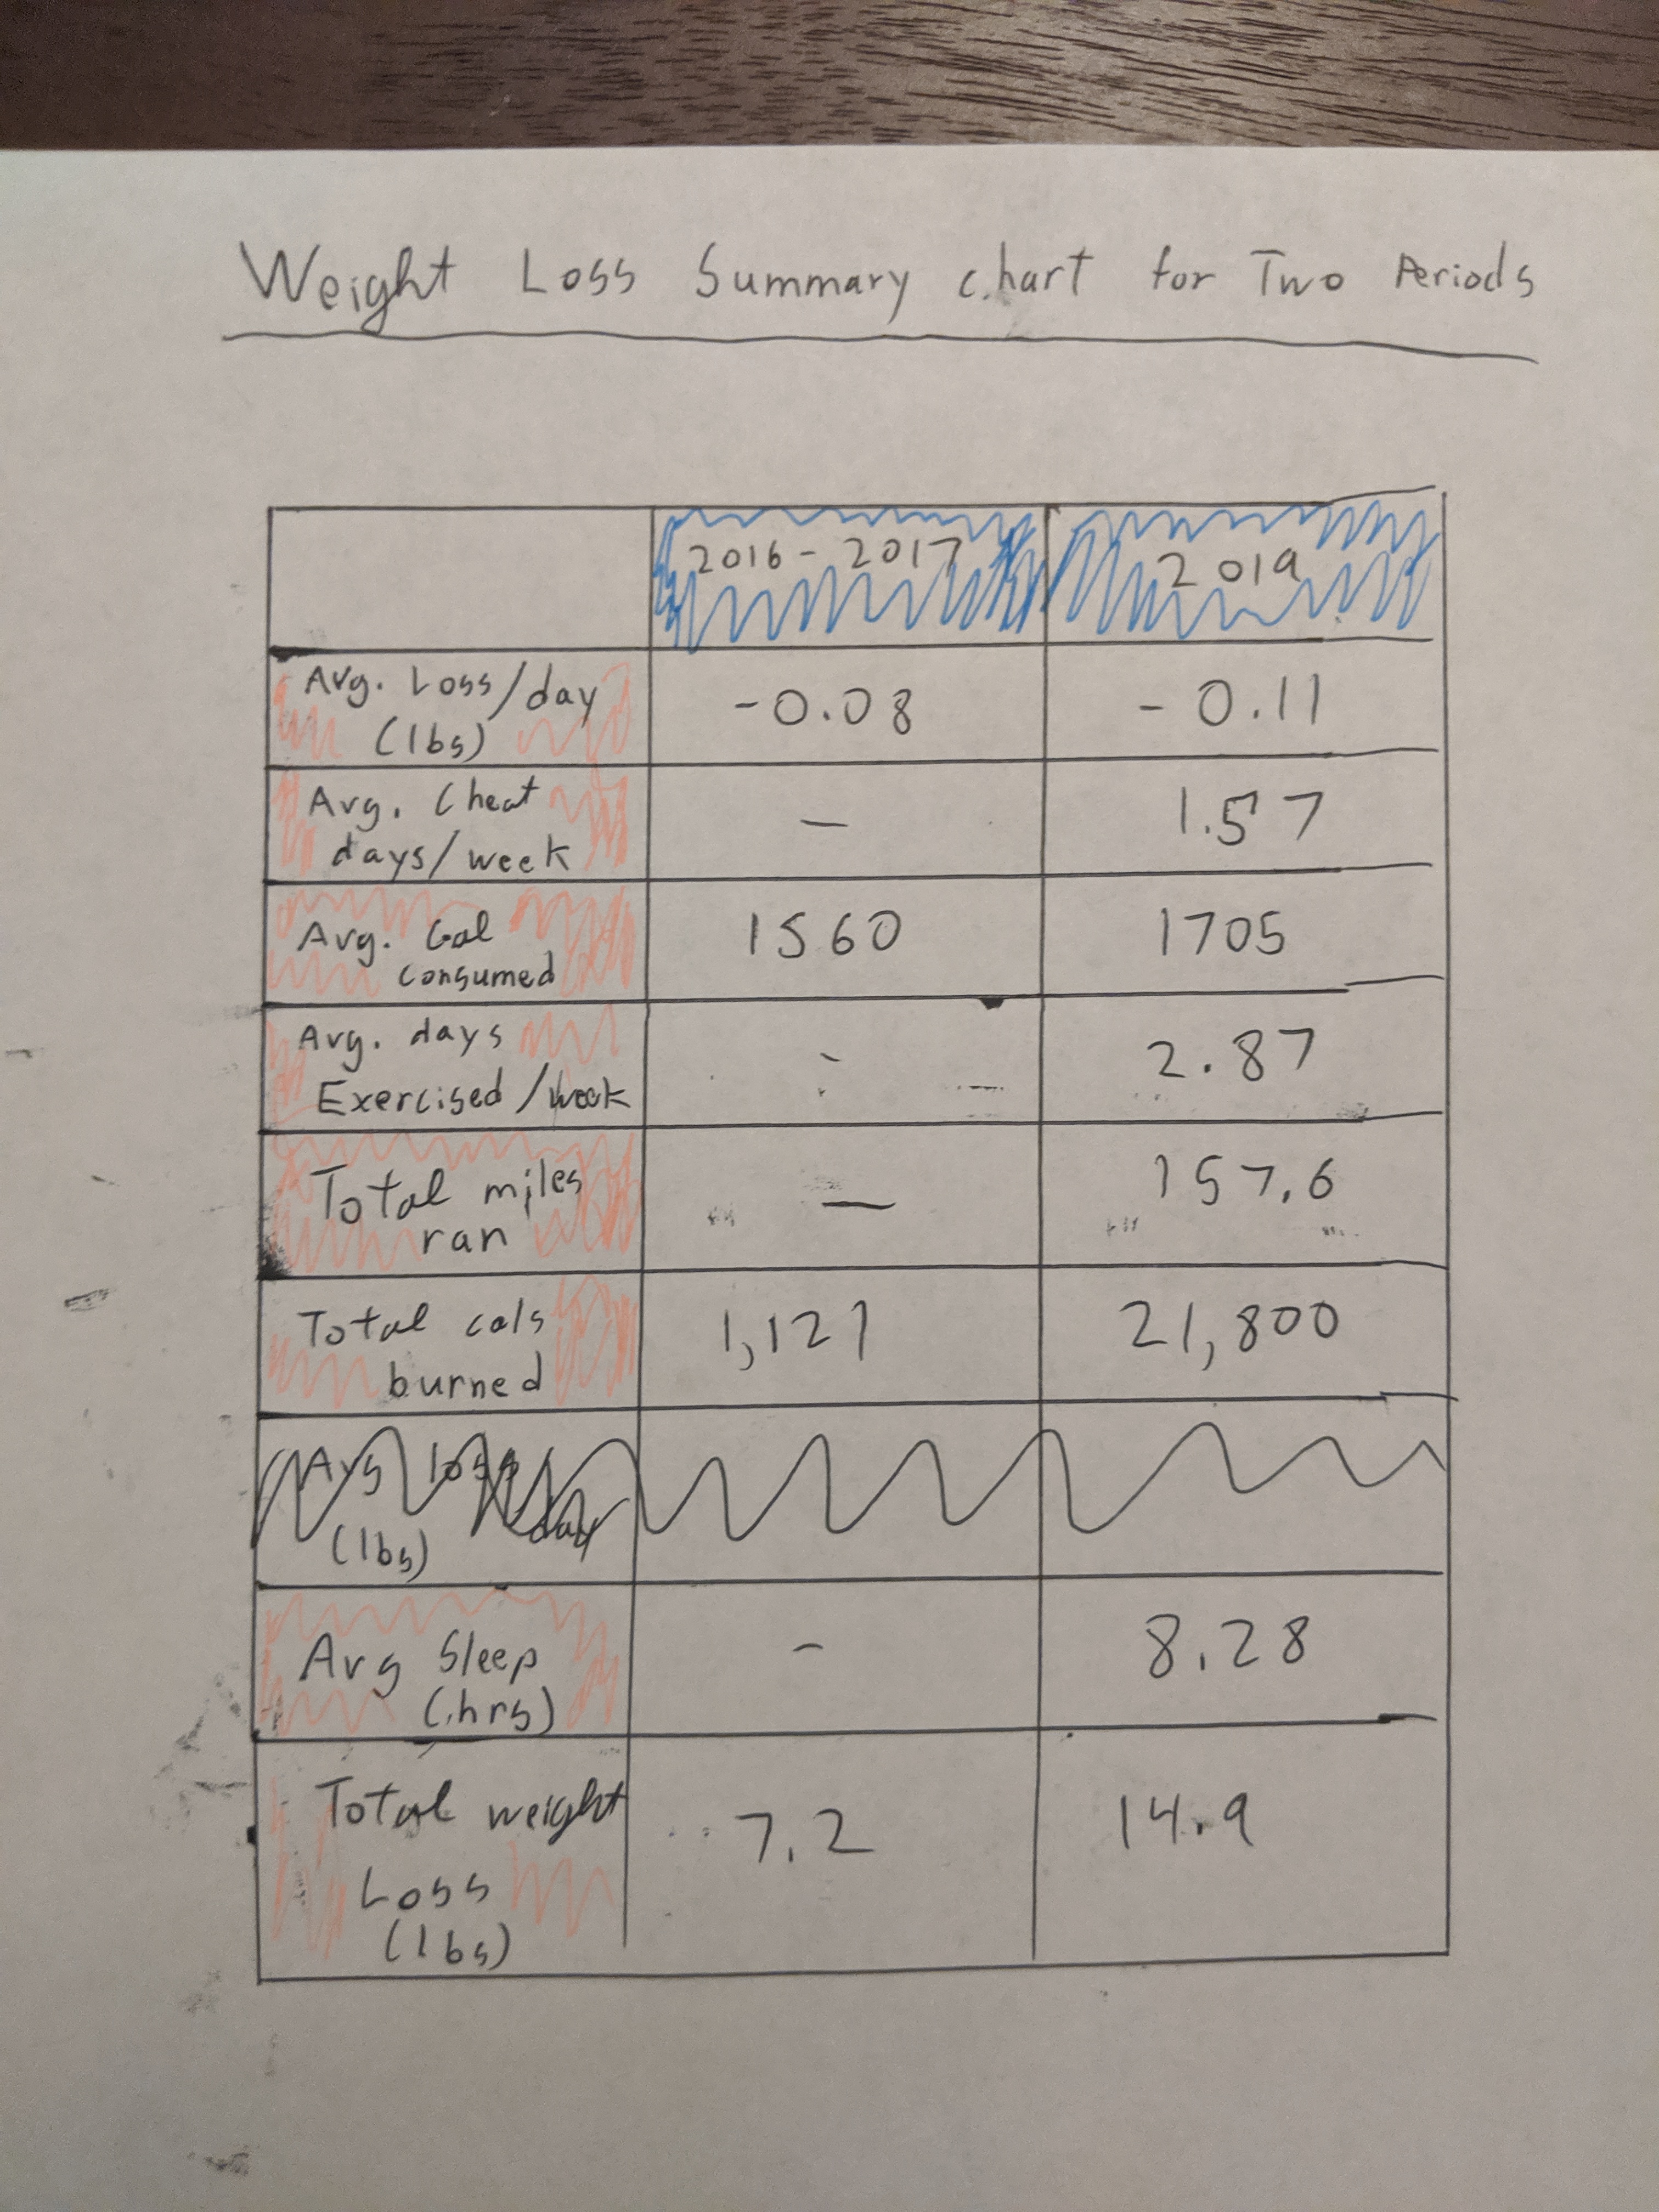 Weight Loss Summary chart for Two Periods
2016 - 2017 2019
Avg. Loss/day -0.08 -0.11
(lbs)
Avg. Cheat — 1.57
days/week
Avg. Cal 1560 1705
consumed
Avg. days - 2.87
Exercised/week
Total miles — 157.6
ran
Total cals 1,121 21,800
burned
Avg loss
day
(lbs)
Avg Sleep - 8.28
(hrs)
Total weight 7.2 14.9
Loss
(lbs)